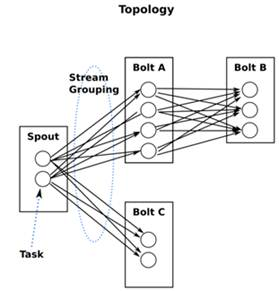 Topology
Bolt A
Bolt B
Stream
Grouping
Spout
Bolt C
Task